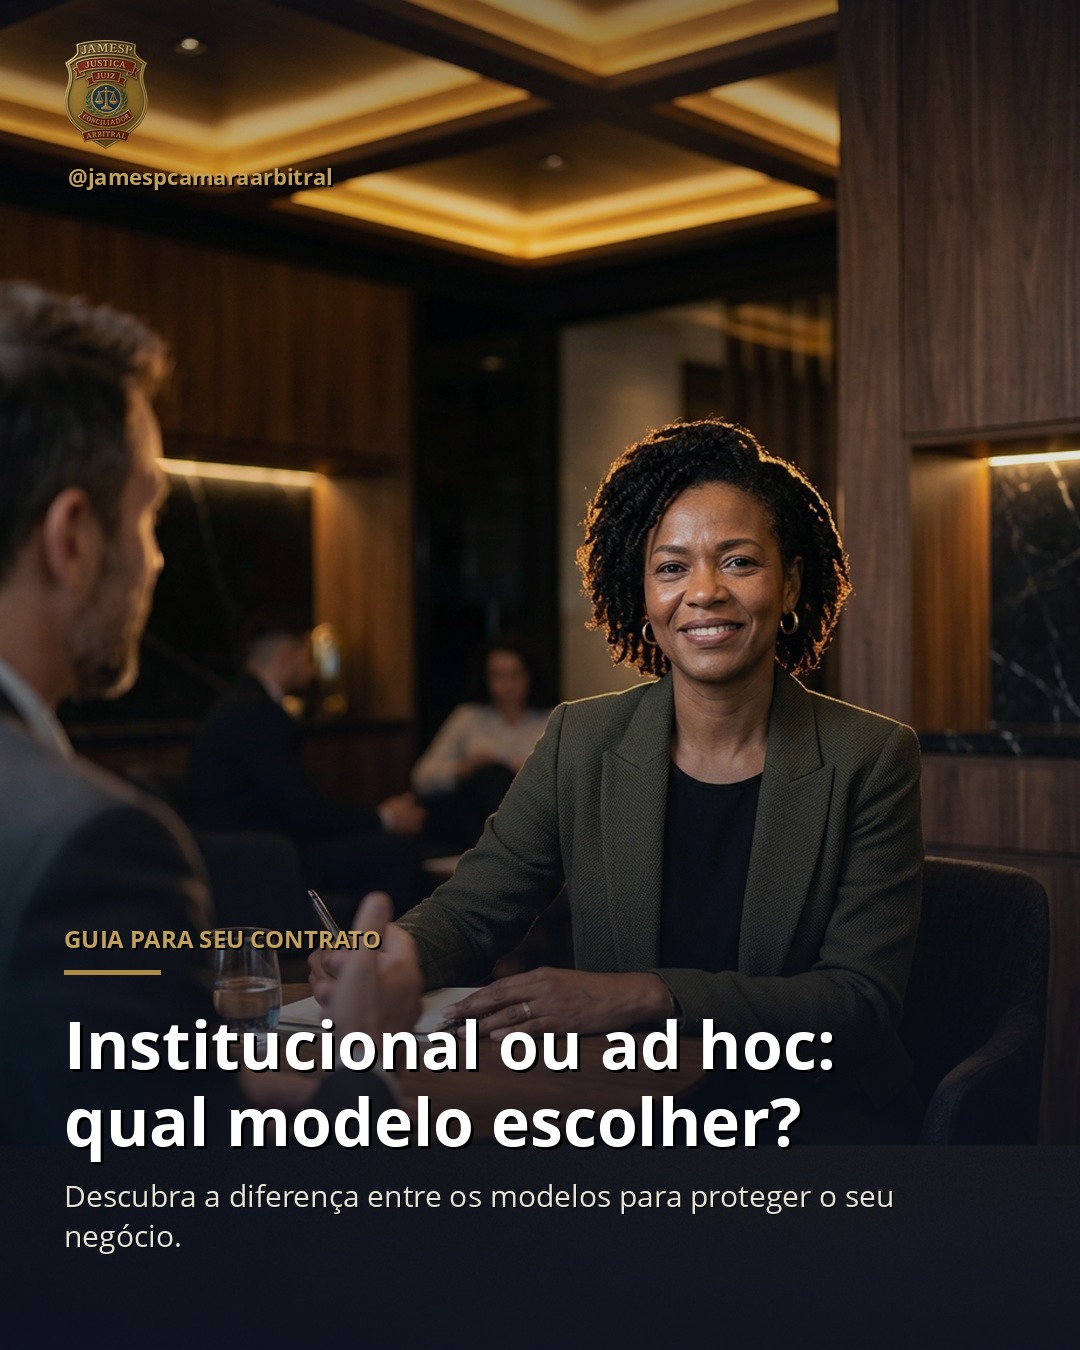 JAMESP
JUSTIÇA
JUIZ
CONCILIADOR
ARBITRAL
@jamespcamaraarbitral
GUIA PARA SEU CONTRATO
Institucional ou ad hoc:
qual modelo escolher?
Descubra a diferença entre os modelos para proteger o seu
negócio.